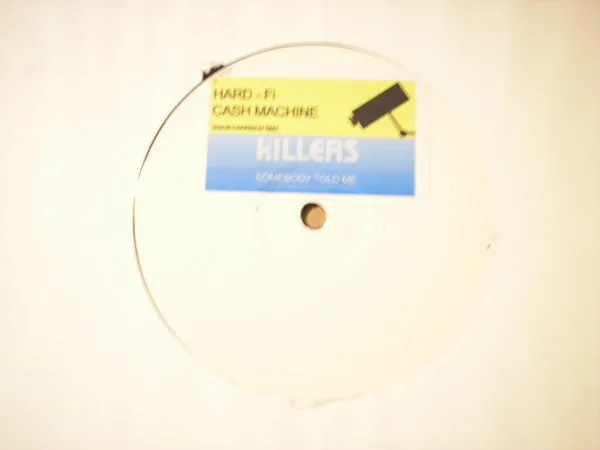 HARD - FI
CASH MACHINE
KILLERS
SOMEBODY TOLD ME